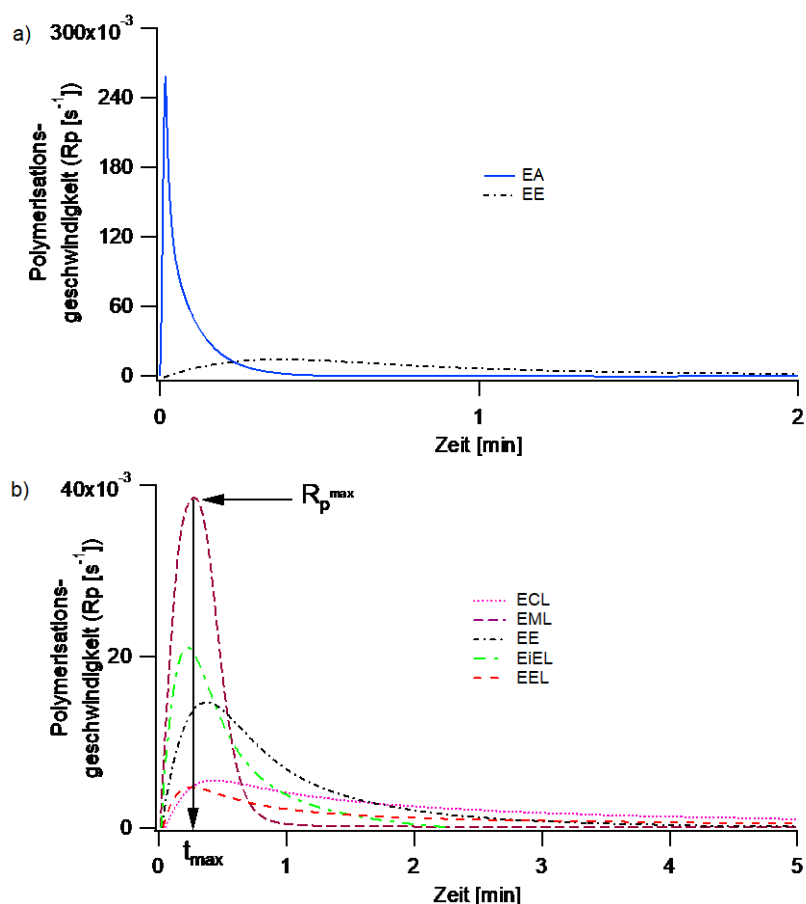 a)
300x10-3
240
180
120
60
0
Polymerisations-
geschwindigkeit (Rp [s-1])
EA
EE
0
1
2
Zeit [min]
b)
40x10-3
20
0
Polymerisations-
geschwindigkeit (Rp [s-1])
Rpmax
ECL
EML
EE
EiEL
EEL
0
tmax
1
2
3
4
5
Zeit [min]